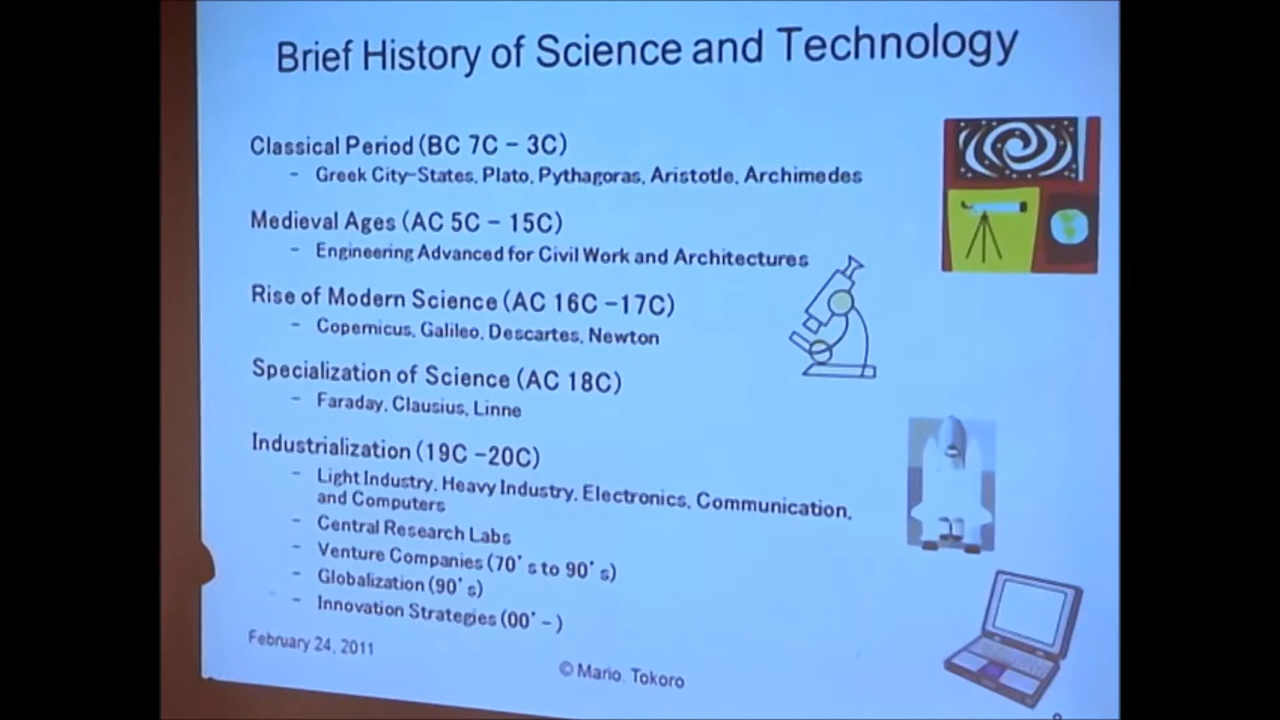 Brief History of Science and Technology
Classical Period (BC 7C – 3C)
– Greek City-States, Plato, Pythagoras, Aristotle, Archimedes
Medieval Ages (AC 5C – 15C)
– Engineering Advanced for Civil Work and Architectures
Rise of Modern Science (AC 16C –17C)
– Copernicus, Galileo, Descartes, Newton
Specialization of Science (AC 18C)
– Faraday, Clausius, Linne
Industrialization (19C –20C)
– Light Industry, Heavy Industry, Electronics, Communication,
and Computers
– Central Research Labs
– Venture Companies (70's to 90's)
– Globalization (90's)
– Innovation Strategies (00' – )
February 24, 2011
© Mario. Tokoro